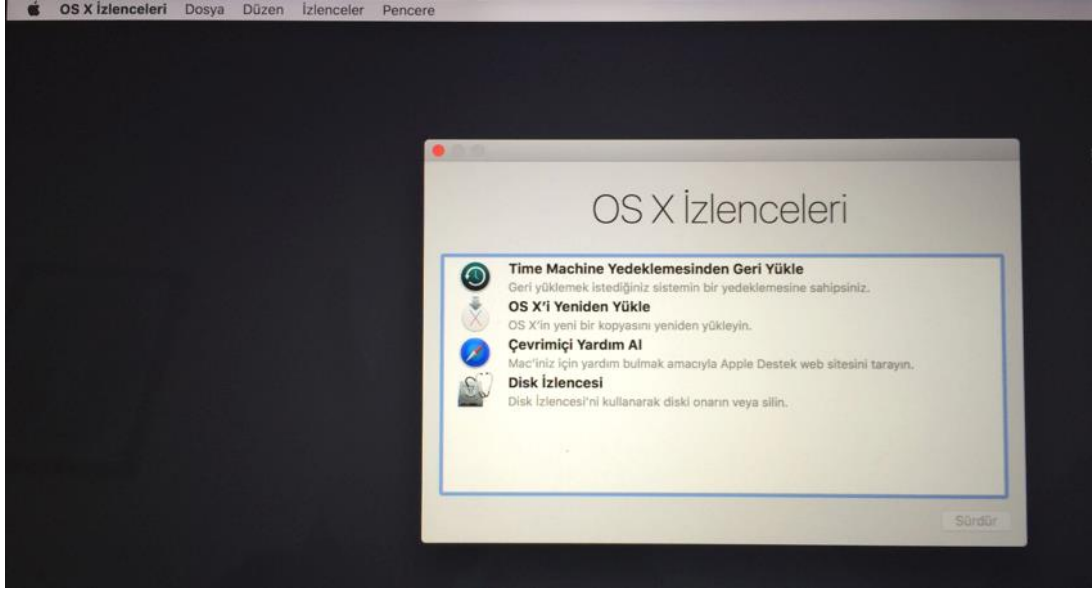 OS X İzlenceleri Dosya Düzen İzlenceler Pencere
OS X İzlenceleri
Time Machine Yedeklemesinden Geri Yükle
Geri yüklemek istediğiniz sistemin bir yedeklemesine sahipsiniz.
OS X'i Yeniden Yükle
OS X'in yeni bir kopyasını yeniden yükleyin.
Çevrimiçi Yardım Al
Mac'iniz için yardım bulmak amacıyla Apple Destek web sitesini tarayın.
Disk İzlencesi
Disk İzlencesi'ni kullanarak diski onarın veya silin.
Sürdür